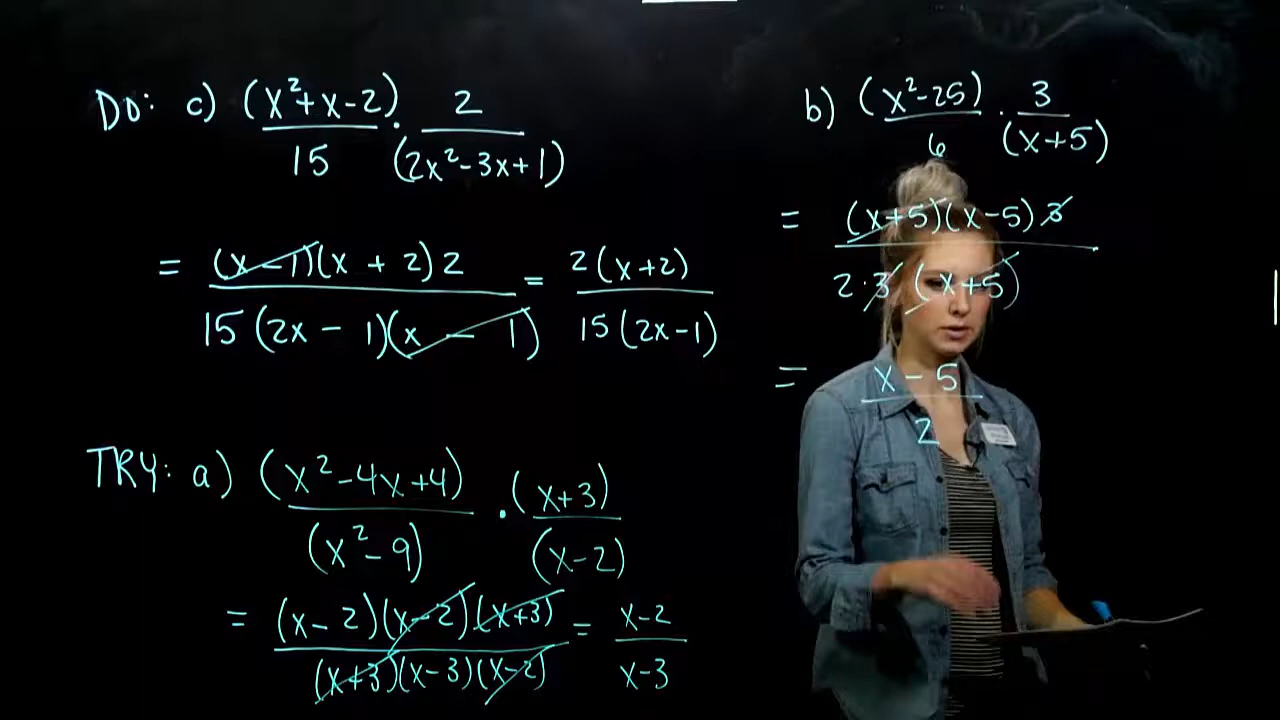 DO: c) (x²+x-2)/15 · 2/(2x²-3x+1)
= (x-1)(x+2)2 / 15(2x-1)(x-1) = 2(x+2) / 15(2x-1)
TRY: a) (x²-4x+4)/(x²-9) · (x+3)/(x-2)
= (x-2)(x-2)(x+3) / (x+3)(x-3)(x-2) = x-2 / x-3
b) (x²-25)/6 · 3/(x+5)
= (x+5)(x-5)3 / 2·3(x+5)
= x-5 / 2